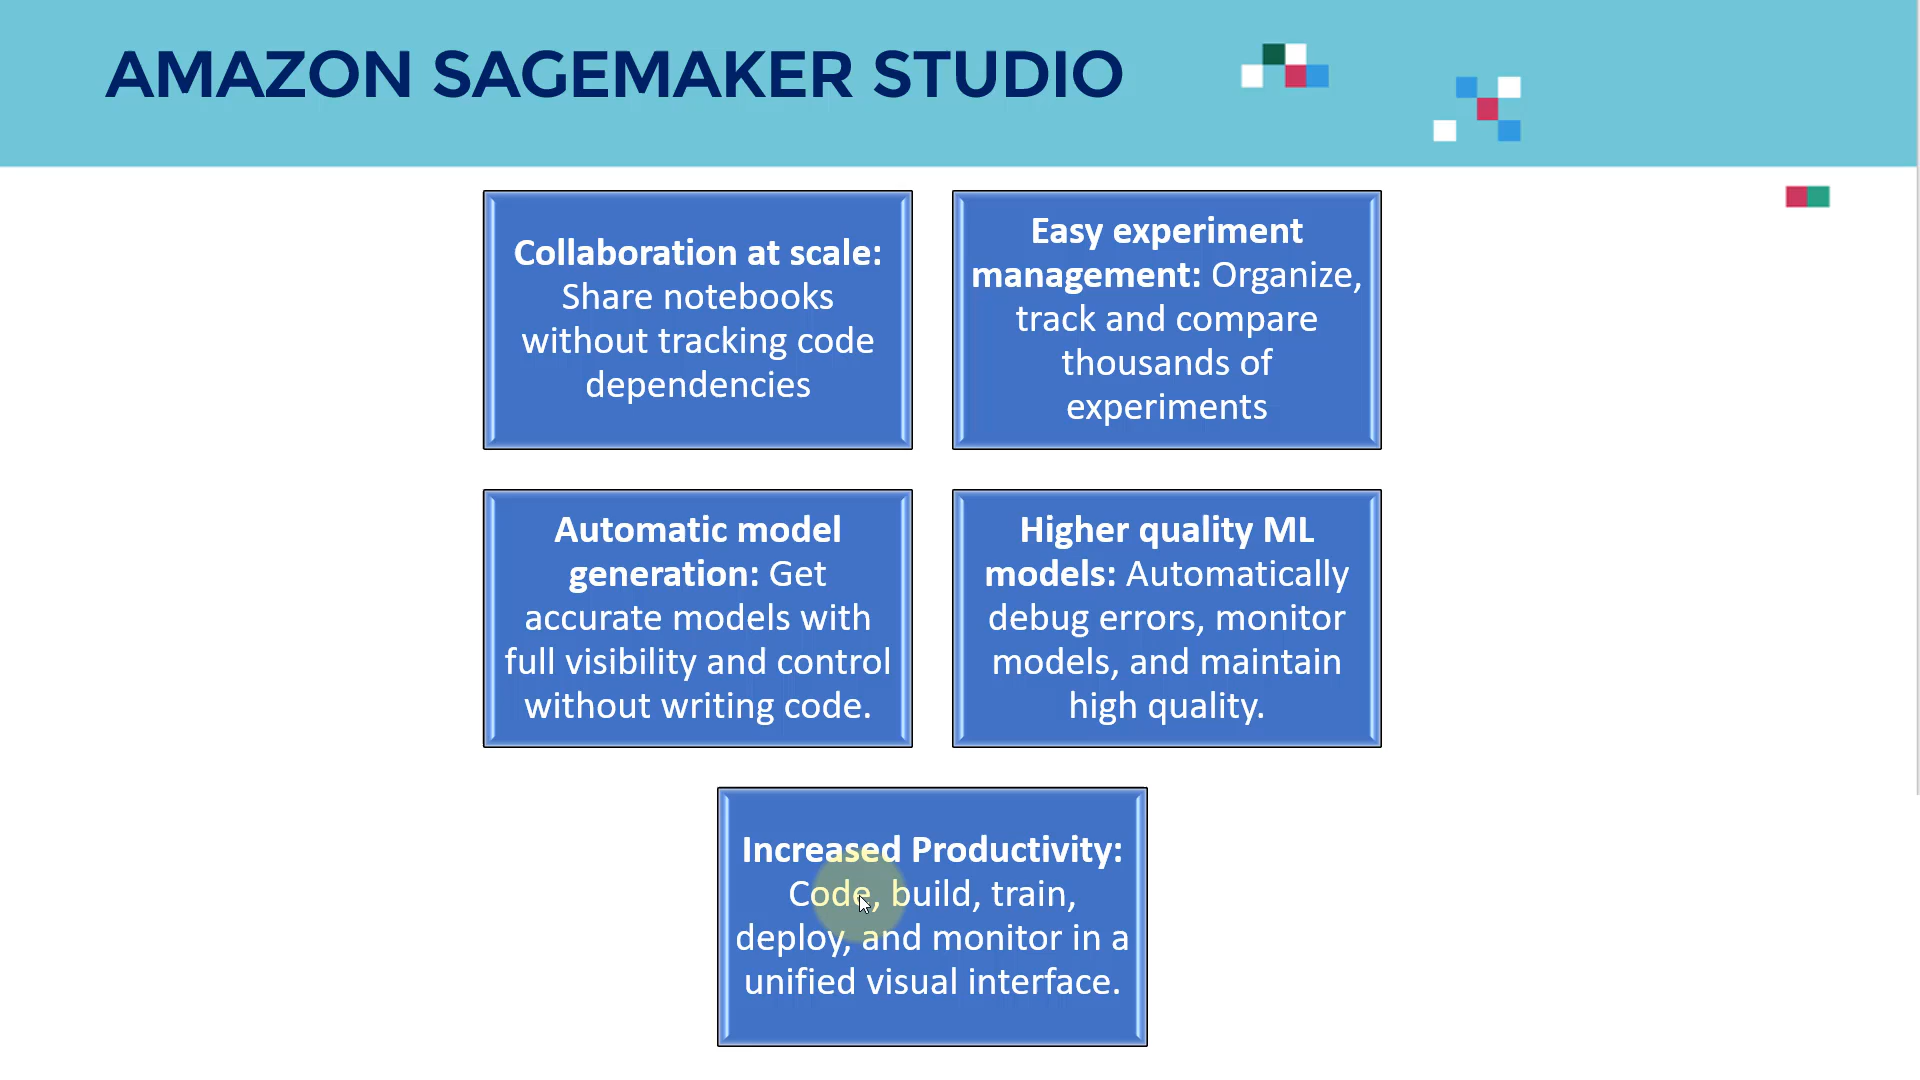 AMAZON SAGEMAKER STUDIO
Collaboration at scale:
Share notebooks
without tracking code
dependencies
Easy experiment
management: Organize,
track and compare
thousands of
experiments
Automatic model
generation: Get
accurate models with
full visibility and control
without writing code.
Higher quality ML
models: Automatically
debug errors, monitor
models, and maintain
high quality.
Increased Productivity:
Code, build, train,
deploy, and monitor in a
unified visual interface.